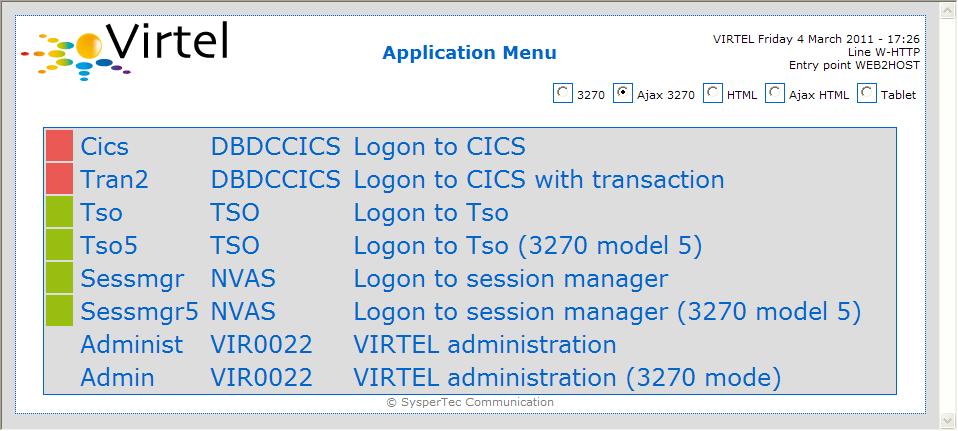 Virtel
Application Menu
VIRTEL Friday 4 March 2011 - 17:26
Line W-HTTP
Entry point WEB2HOST
3270 Ajax 3270 HTML Ajax HTML Tablet
Cics DBDCCICS Logon to CICS
Tran2 DBDCCICS Logon to CICS with transaction
Tso TSO Logon to Tso
Tso5 TSO Logon to Tso (3270 model 5)
Sessmgr NVAS Logon to session manager
Sessmgr5 NVAS Logon to session manager (3270 model 5)
Administ VIR0022 VIRTEL administration
Admin VIR0022 VIRTEL administration (3270 mode)
© SysperTec Communication